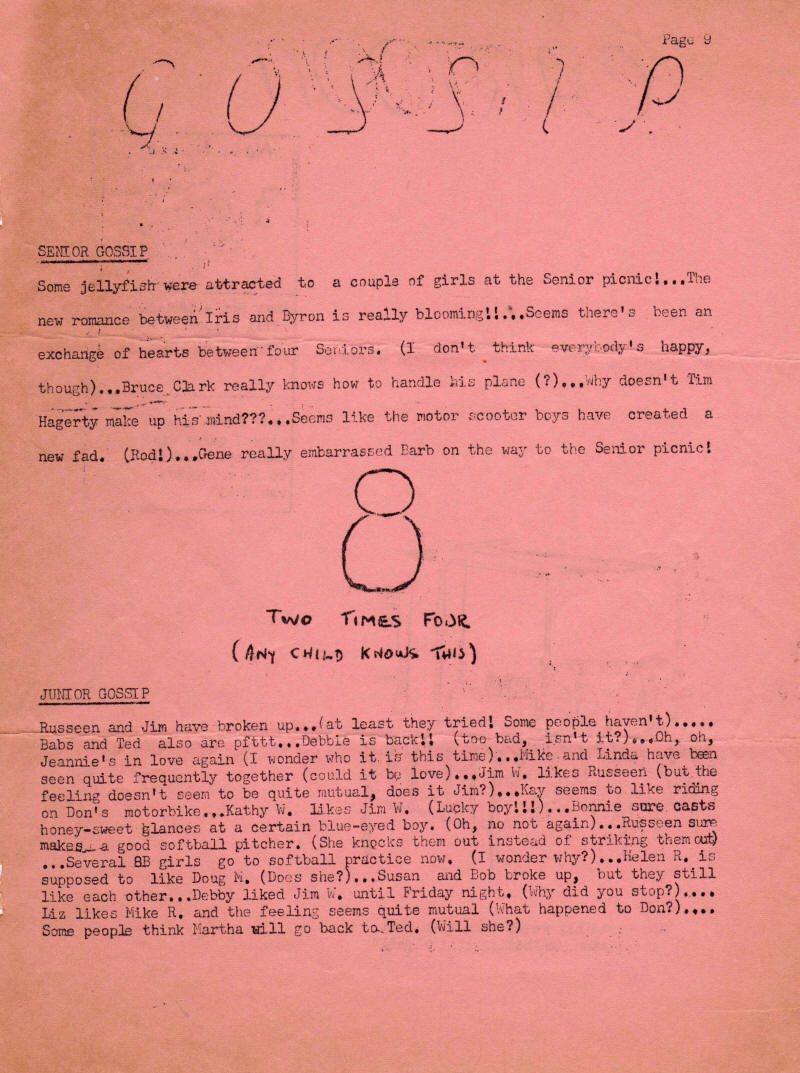 Page 9
GOSSIP
SENIOR GOSSIP
Some jellyfish were attracted to a couple of girls at the Senior picnic!...The
new romance between Iris and Byron is really blooming!!...Seems there's been an
exchange of hearts between four Seniors. (I don't think everybody's happy,
though)...Bruce Clark really knows how to handle his plane (?)...Why doesn't Tim
Hagerty make up his mind???...Seems like the motor scooter boys have created a
new fad. (Rod!)...Gene really embarrassed Barb on the way to the Senior picnic!
8
TWO TIMES FOUR
(ANY CHILD KNOWS THIS)
JUNIOR GOSSIP
Russeen and Jim have broken up...(at least they tried! Some people haven't).....
Babs and Ted also are pfttt...Debbie is back!! (too bad, isn't it?)...Oh, oh,
Jeannie's in love again (I wonder who it is this time)...Mike and Linda have been
seen quite frequently together (could it be love)...Jim W. likes Russeen (but the
feeling doesn't seem to be quite mutual, does it Jim?)...Kay seems to like riding
on Don's motorbike...Kathy W. likes Jim W. (Lucky boy!!!)...Bonnie sure casts
honey-sweet glances at a certain blue-eyed boy. (Oh, no not again)...Russeen sure
makes a good softball pitcher. (She knocks them out instead of striking them out)
...Several 8B girls go to softball practice now. (I wonder why?)...Helen R. is
supposed to like Doug M. (Does she?)...Susan and Bob broke up, but they still
like each other...Debby liked Jim W. until Friday night. (Why did you stop?)....
Liz likes Mike R. and the feeling seems quite mutual (What happened to Don?)....
Some people think Martha will go back to Ted. (Will she?)